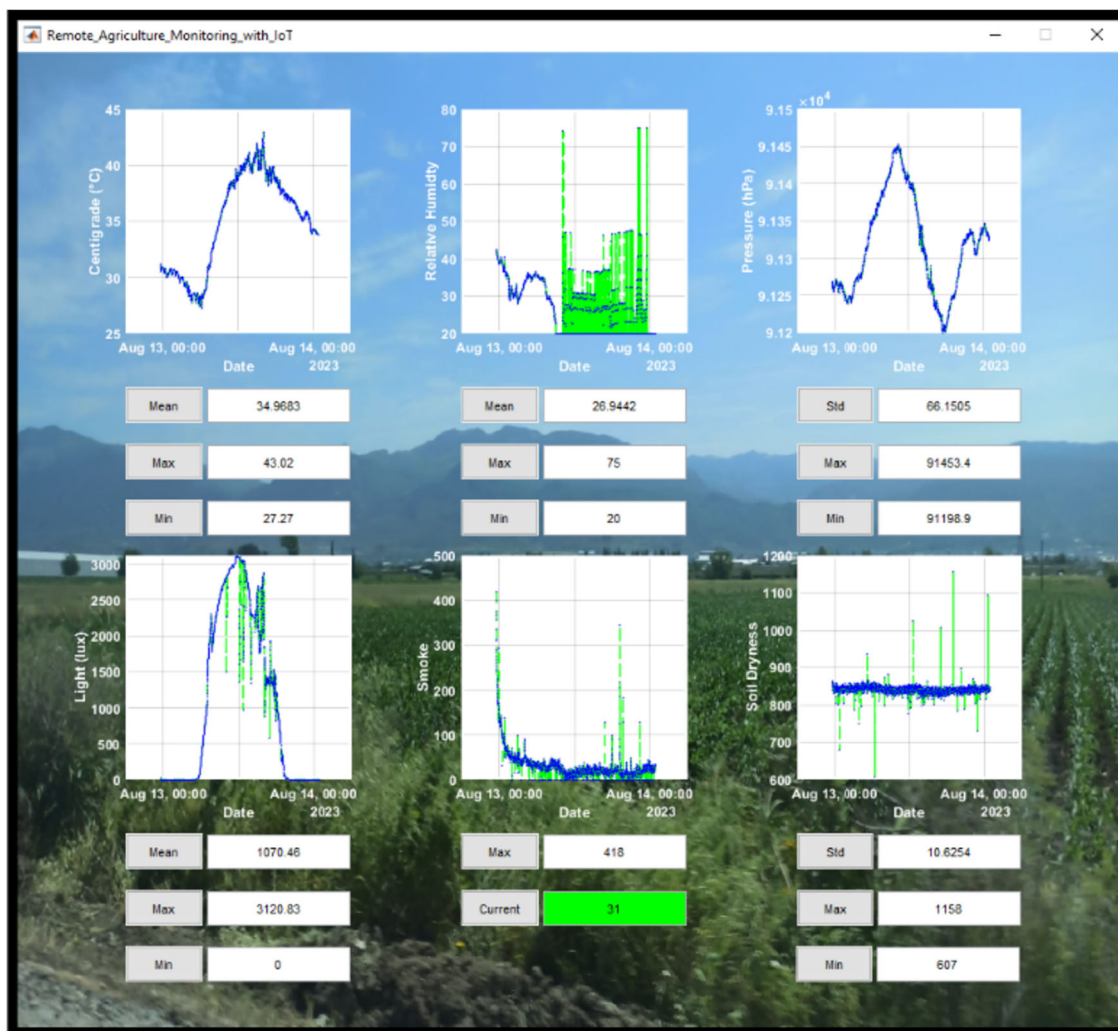 Remote_Agriculture_Monitoring_with_IoT
Centigrade (°C)
45
40
35
30
25
Aug 13, 00:00 Aug 14, 00:00
Date 2023
Relative Humidty
80
70
60
50
40
30
20
Aug 13, 00:00 Aug 14, 00:00
Date 2023
Pressure (hPa)
×10⁴
9.15
9.145
9.14
9.135
9.13
9.125
9.12
Aug 13, 00:00 Aug 14, 00:00
Date 2023
Mean 34.9683
Max 43.02
Min 27.27
Mean 26.9442
Max 75
Min 20
Std 66.1505
Max 91453.4
Min 91198.9
Light (lux)
3000
2500
2000
1500
1000
500
0
Aug 13, 00:00 Aug 14, 00:00
Date 2023
Smoke
500
400
300
200
100
0
Aug 13, 00:00 Aug 14, 00:00
Date 2023
Soil Dryness
1200
1100
1000
900
800
700
600
Aug 13, 00:00 Aug 14, 00:00
Date 2023
Mean 1070.46
Max 3120.83
Min 0
Max 418
Current 31
Std 10.6254
Max 1158
Min 607